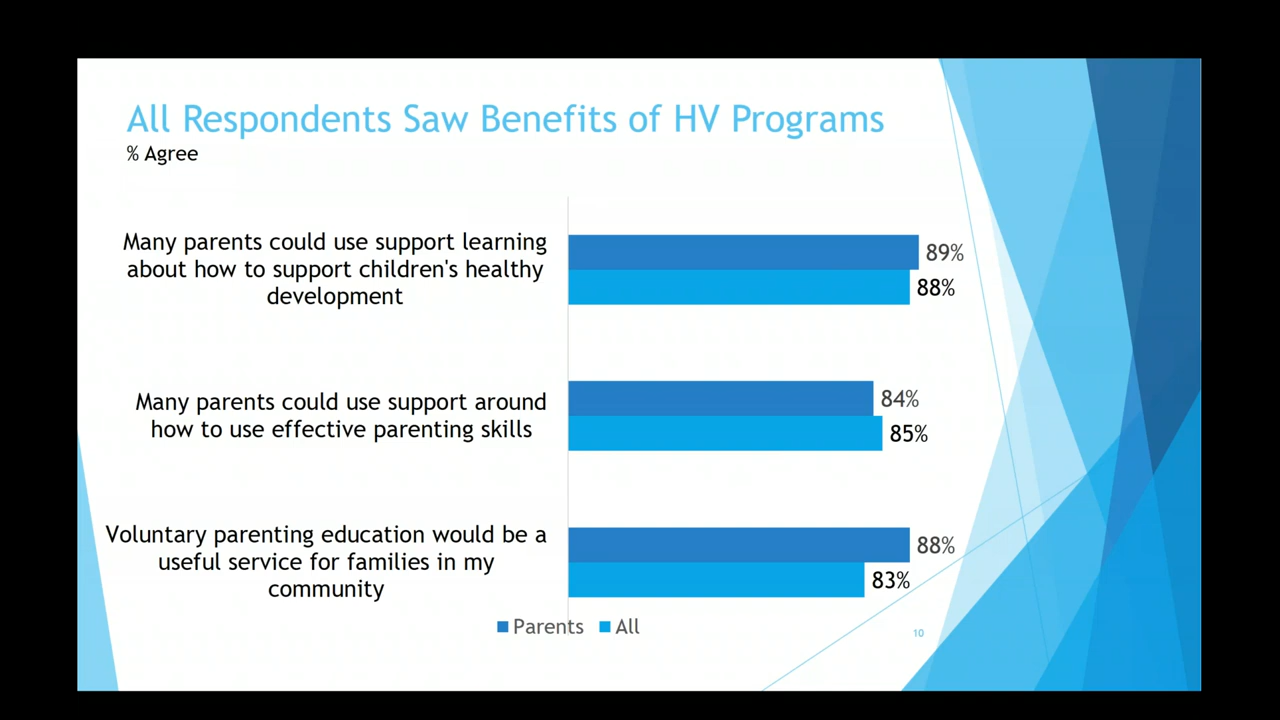 All Respondents Saw Benefits of HV Programs
% Agree
Many parents could use support learning
about how to support children's healthy
development
89%
88%
Many parents could use support around
how to use effective parenting skills
84%
85%
Voluntary parenting education would be a
useful service for families in my
community
88%
83%
Parents All
10